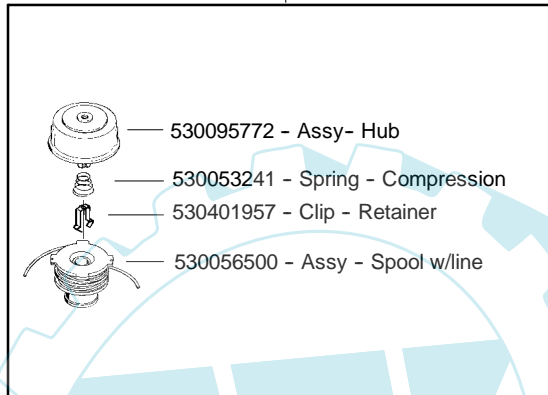 530095772 - Assy- Hub
530053241 - Spring - Compression
530401957 - Clip - Retainer
530056500 - Assy - Spool w/line